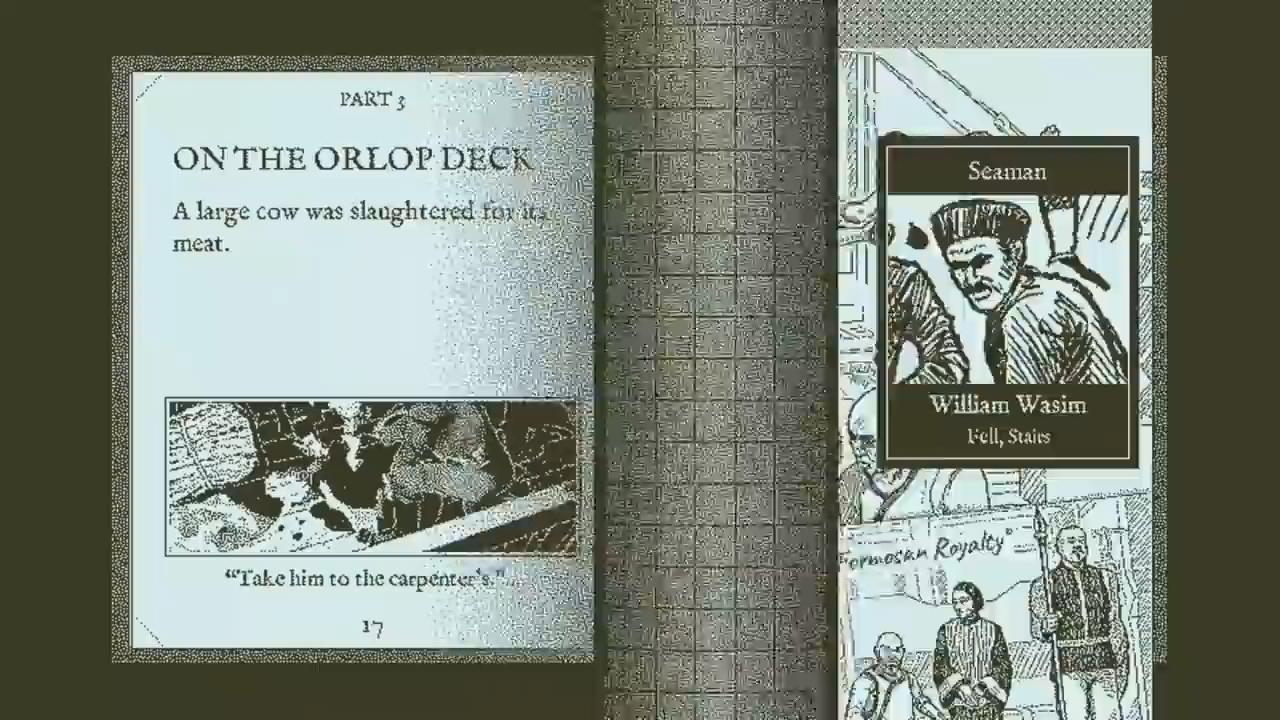 PART 3
ON THE ORLOP DECK
A large cow was slaughtered for its
meat.
"Take him to the carpenter's."
17
Seaman
William Wasim
Fell, Stairs
Formosan Royalty"